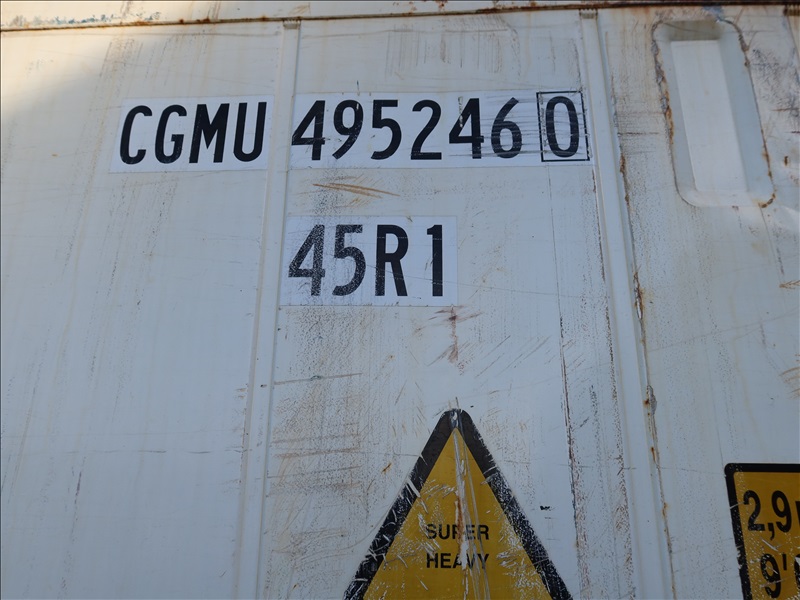 CGMU 495246 0
45R1
SUPER
HEAVY
2,9
9'